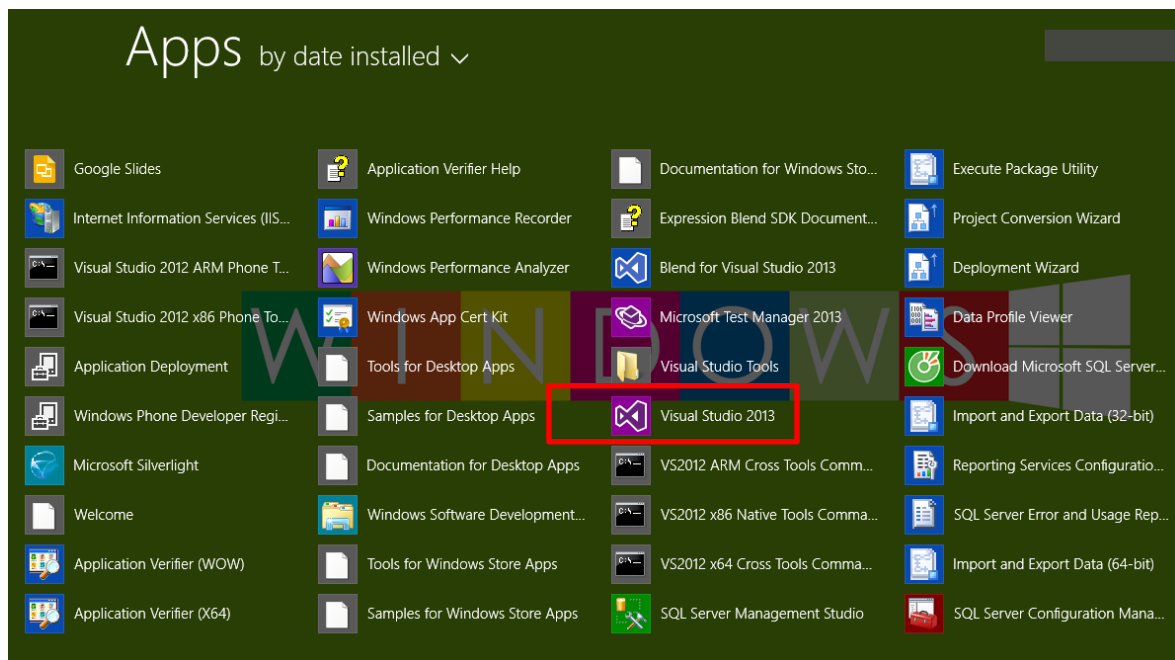 Apps by date installed
Google Slides
Internet Information Services (IIS...
Visual Studio 2012 ARM Phone T...
Visual Studio 2012 x86 Phone To...
Application Deployment
Windows Phone Developer Regi...
Microsoft Silverlight
Welcome
Application Verifier (WOW)
Application Verifier (X64)
Application Verifier Help
Windows Performance Recorder
Windows Performance Analyzer
Windows App Cert Kit
Tools for Desktop Apps
Samples for Desktop Apps
Documentation for Desktop Apps
Windows Software Development...
Tools for Windows Store Apps
Samples for Windows Store Apps
Documentation for Windows Sto...
Expression Blend SDK Document...
Blend for Visual Studio 2013
Microsoft Test Manager 2013
Visual Studio Tools
Visual Studio 2013
VS2012 ARM Cross Tools Comm...
VS2012 x86 Native Tools Comma...
VS2012 x64 Cross Tools Comma...
SQL Server Management Studio
Execute Package Utility
Project Conversion Wizard
Deployment Wizard
Data Profile Viewer
Download Microsoft SQL Server...
Import and Export Data (32-bit)
Reporting Services Configuratio...
SQL Server Error and Usage Rep...
Import and Export Data (64-bit)
SQL Server Configuration Mana...
WINDOWS